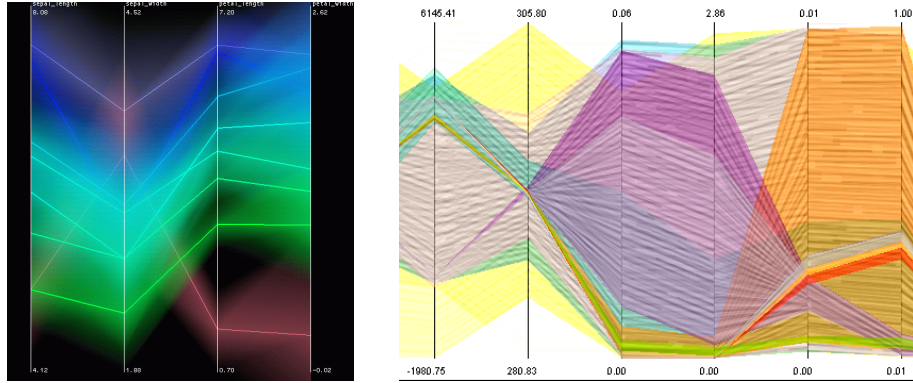 sepal_length sepal_width petal_length petal_width
8.08 4.52 7.20 2.62
4.12 1.88 0.70 -0.02
6145.41 305.80 0.06 2.86 0.01 1.00
-1980.75 280.83 0.00 0.00 0.00 0.01